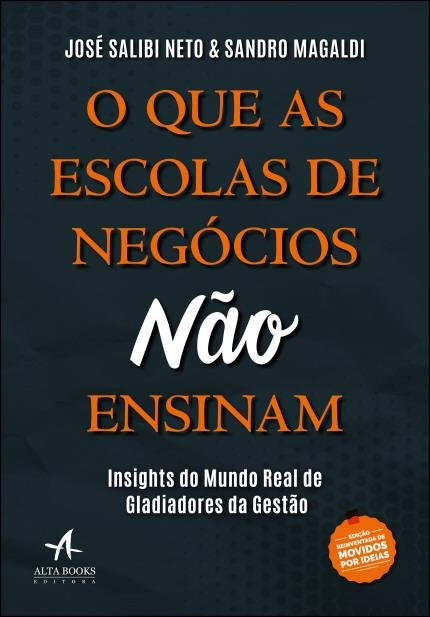 JOSÉ SALIBI NETO & SANDRO MAGALDI
O QUE AS
ESCOLAS DE
NEGÓCIOS
Não
ENSINAM
Insights do Mundo Real de
Gladiadores da Gestão
EDIÇÃO
REINVENTADA DE
MOVIDOS
POR IDEIAS
ALTA BOOKS
EDITORA